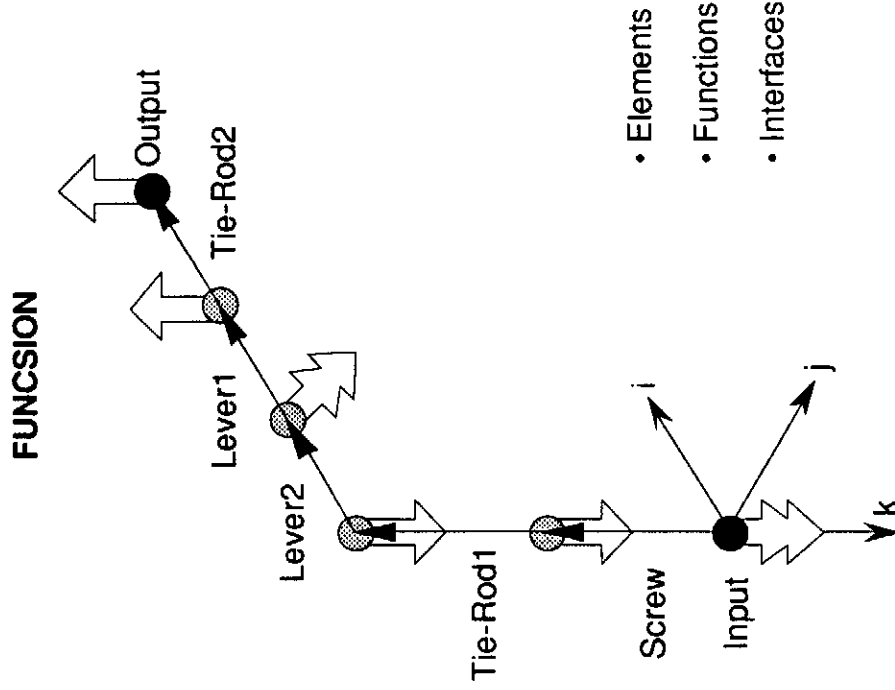 FUNCSION
Output
Tie-Rod2
Lever1
Lever2
Tie-Rod1
Screw
Input
i
j
k
• Elements
• Functions
• Interfaces